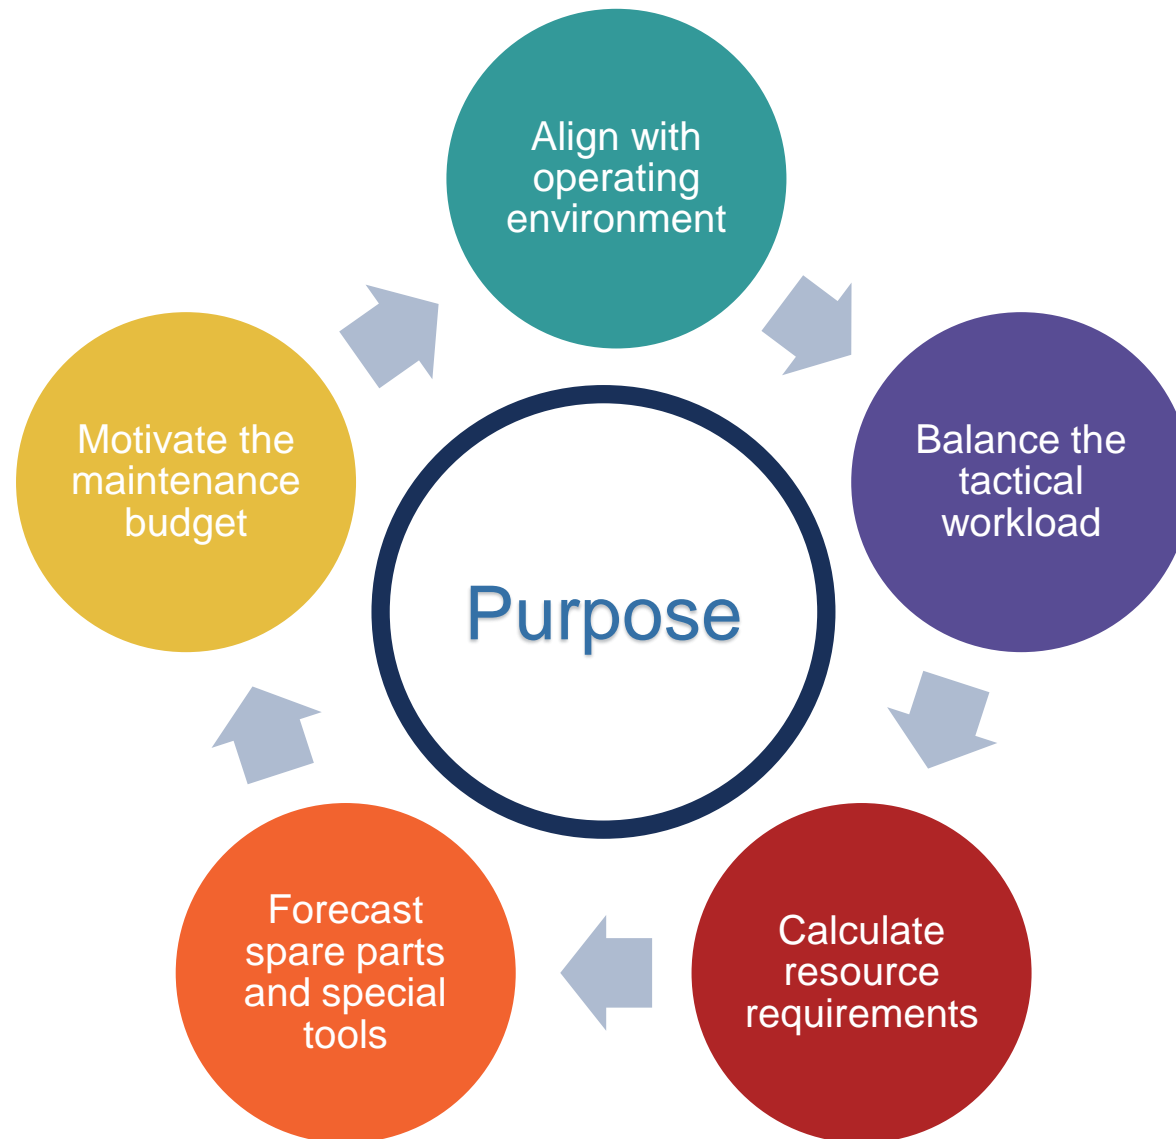 Align with
operating
environment
Balance the
tactical
workload
Calculate
resource
requirements
Forecast
spare parts
and special
tools
Motivate the
maintenance
budget
Purpose